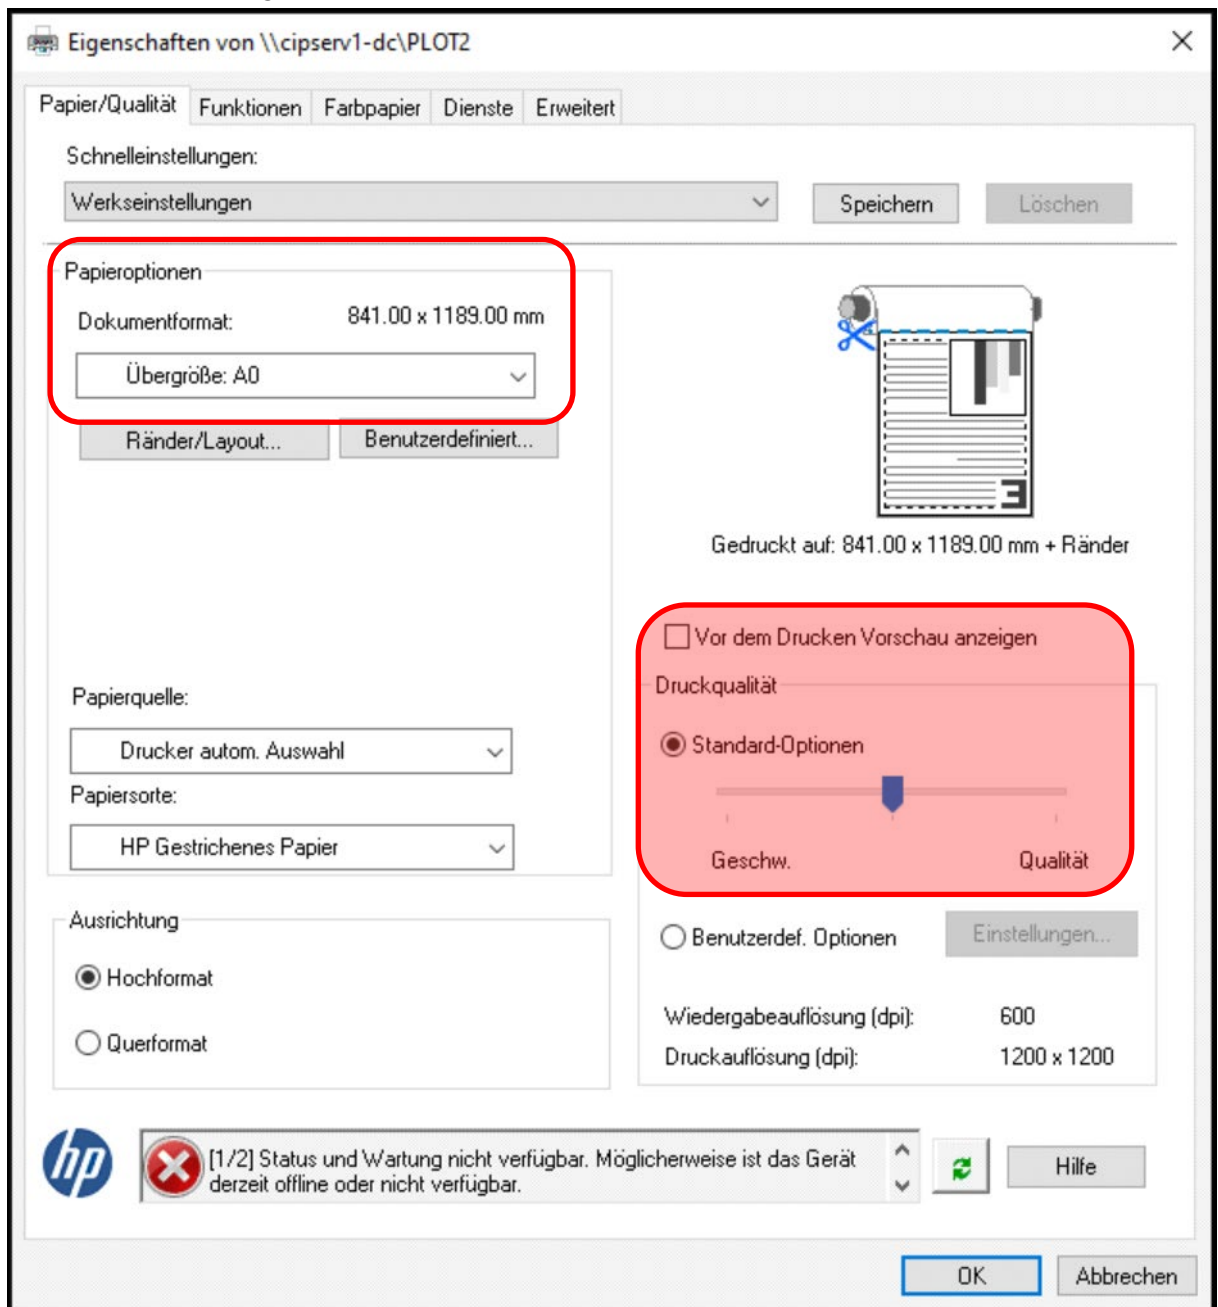 Eigenschaften von \\cipserv1-dc\PLOT2
Papier/Qualität Funktionen Farbpapier Dienste Erweitert
Schnelleinstellungen:
Werkseinstellungen
Speichern Löschen
Papieroptionen
Dokumentformat: 841.00 x 1189.00 mm
Übergröße: A0
Ränder/Layout... Benutzerdefiniert...
Gedruckt auf: 841.00 x 1189.00 mm + Ränder
Vor dem Drucken Vorschau anzeigen
Druckqualität
Standard-Optionen
Geschw. Qualität
Papierquelle:
Drucker autom. Auswahl
Papiersorte:
HP Gestrichenes Papier
Benutzerdef. Optionen Einstellungen...
Wiedergabeauflösung (dpi): 600
Druckauflösung (dpi): 1200 x 1200
Ausrichtung
Hochformat
Querformat
hp
[1/2] Status und Wartung nicht verfügbar. Möglicherweise ist das Gerät
derzeit offline oder nicht verfügbar.
Hilfe
OK Abbrechen